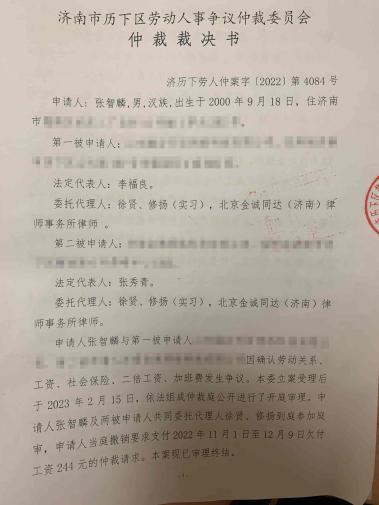 济南市历下区劳动人事争议仲裁委员会
仲裁裁决书
济历下劳人仲案字〔2022〕第 4084 号
申请人：张智麟,男,汉族,出生于 2000 年 9 月 18 日，住济南
市
第一被申请人：
法定代表人：李福良。
委托代理人：徐贤、修扬（实习），北京金诚同达（济南）律
师事务所律师 。
第二被申请人：
法定代表人：张秀青。
委托代理人：徐贤、修扬（实习），北京金诚同达（济南）律
师事务所律师。
申请人张智麟与第一被申请人
因确认劳动关系、
工资、社会保险、二倍工资、加班费发生争议。本委立案受理后
于 2023 年 2 月 15 日，依法组成仲裁庭公开进行了开庭审理。申
请人张智麟及两被申请人共同委托代理人徐贤、修扬到庭参加庭
审，申请人当庭撤销要求支付 2022 年 11 月 1 日至 12 月 9 日欠付
工资 244 元的仲裁请求。本案现已审理终结。
- 1 -